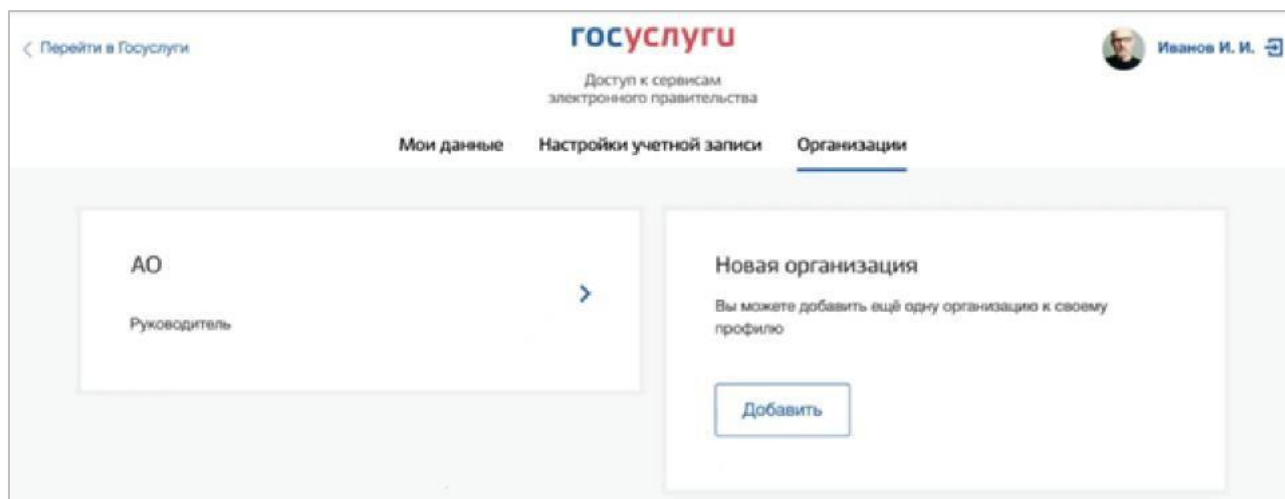 Перейти в Госуслуги
госуслуги
Иванов И. И.
Доступ к сервисам
электронного правительства
Мои данные Настройки учетной записи Организации
АО
Руководитель
Новая организация
Вы можете добавить ещё одну организацию к своему
профилю
Добавить